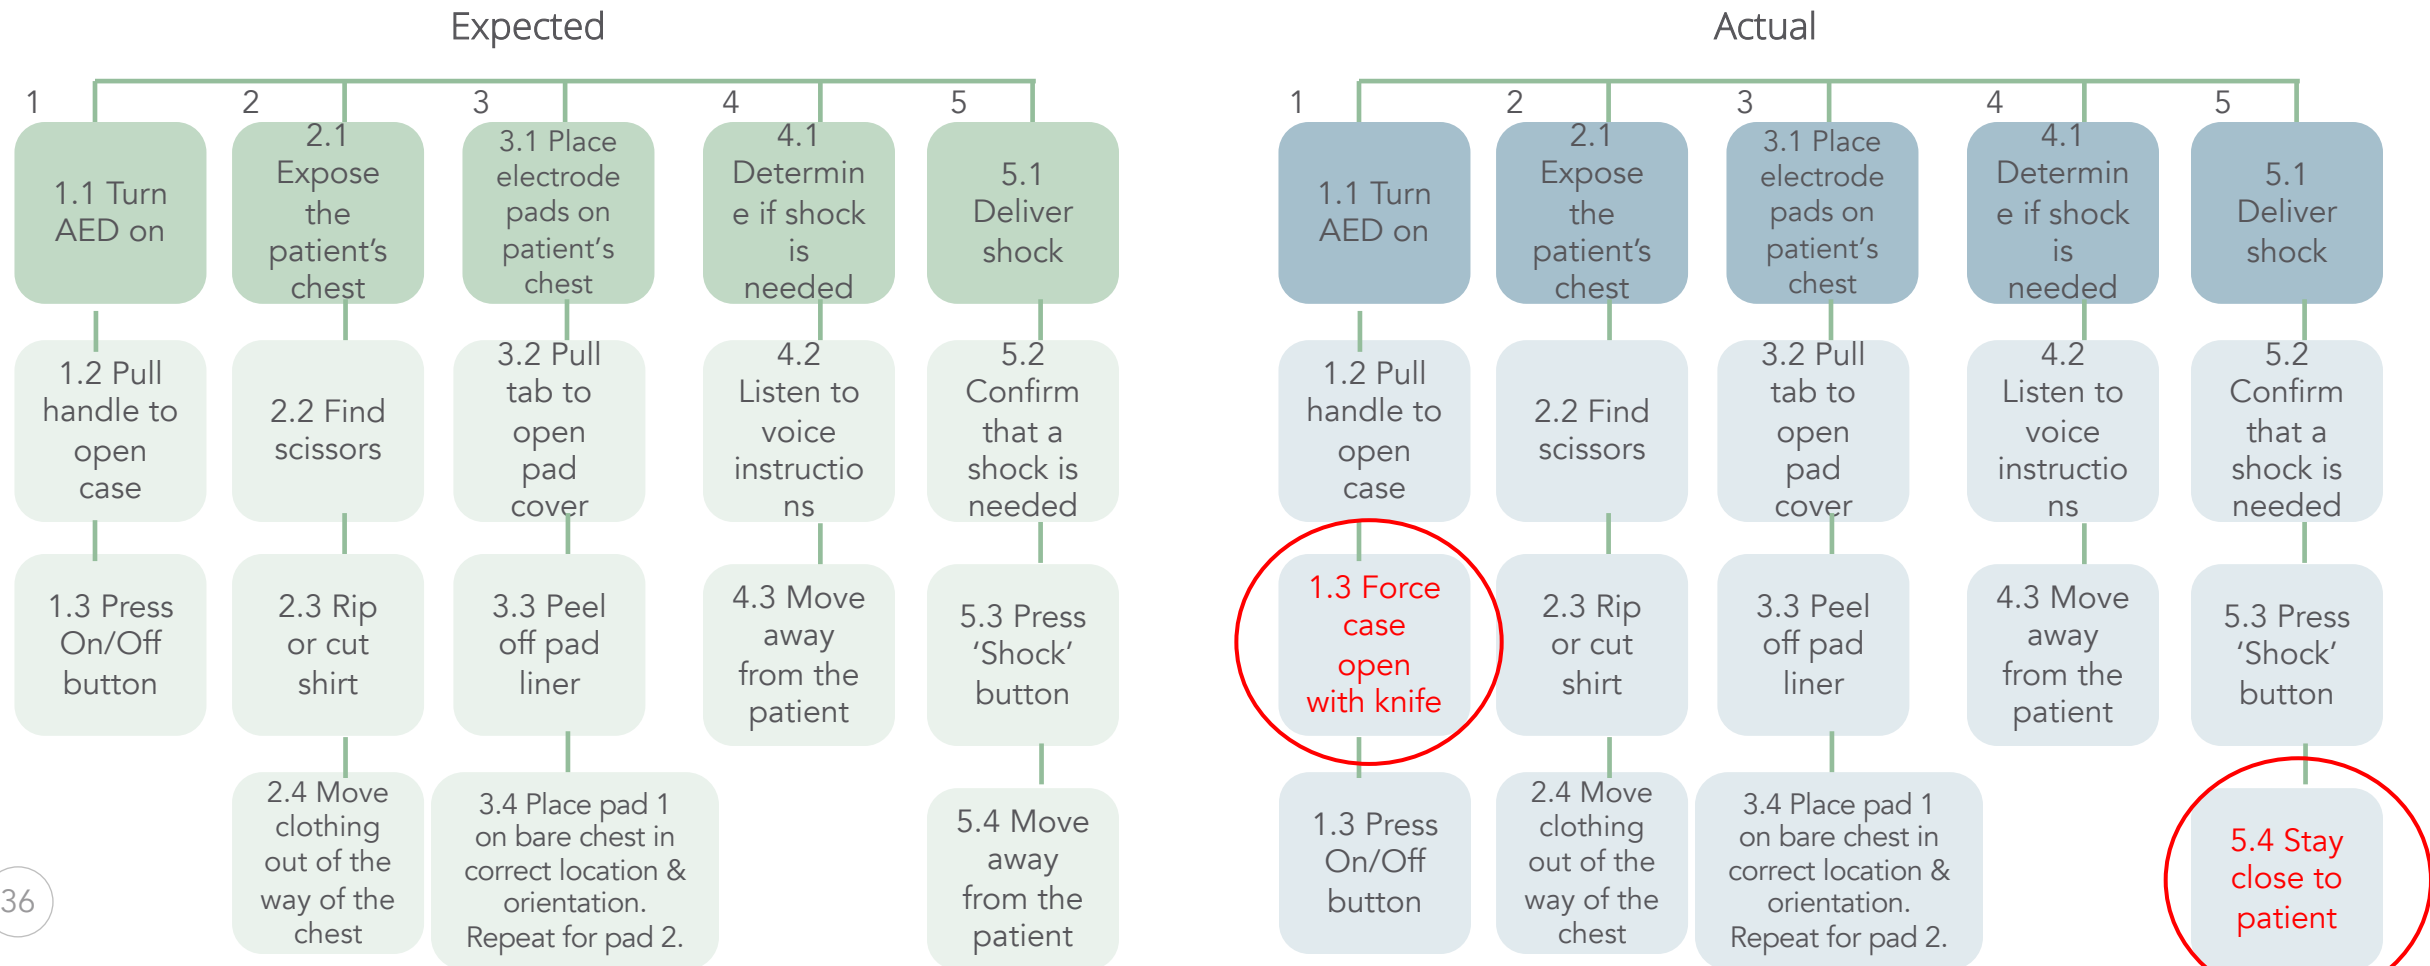 Expected
1
2
3
4
5
1.1 Turn
AED on
2.1
Expose
the
patient’s
chest
3.1 Place
electrode
pads on
patient’s
chest
4.1
Determin
e if shock
is
needed
5.1
Deliver
shock
1.2 Pull
handle to
open
case
2.2 Find
scissors
3.2 Pull
tab to
open
pad
cover
4.2
Listen to
voice
instructio
ns
5.2
Confirm
that a
shock is
needed
1.3 Press
On/Off
button
2.3 Rip
or cut
shirt
3.3 Peel
off pad
liner
4.3 Move
away
from the
patient
5.3 Press
‘Shock’
button
2.4 Move
clothing
out of the
way of the
chest
3.4 Place pad 1
on bare chest in
correct location &
orientation.
Repeat for pad 2.
5.4 Move
away
from the
patient
36
Actual
1
2
3
4
5
1.1 Turn
AED on
2.1
Expose
the
patient’s
chest
3.1 Place
electrode
pads on
patient’s
chest
4.1
Determin
e if shock
is
needed
5.1
Deliver
shock
1.2 Pull
handle to
open
case
2.2 Find
scissors
3.2 Pull
tab to
open
pad
cover
4.2
Listen to
voice
instructio
ns
5.2
Confirm
that a
shock is
needed
1.3 Force
case
open
with knife
2.3 Rip
or cut
shirt
3.3 Peel
off pad
liner
4.3 Move
away
from the
patient
5.3 Press
‘Shock’
button
1.3 Press
On/Off
button
2.4 Move
clothing
out of the
way of the
chest
3.4 Place pad 1
on bare chest in
correct location &
orientation.
Repeat for pad 2.
5.4 Stay
close to
patient